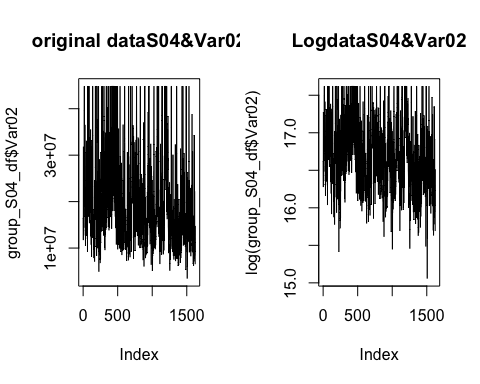 original dataS04&Var02
group_S04_df$Var02
1e+07
3e+07
0
500
1500
Index
LogdataS04&Var02
log(group_S04_df$Var02)
15.0
16.0
17.0
0
500
1500
Index